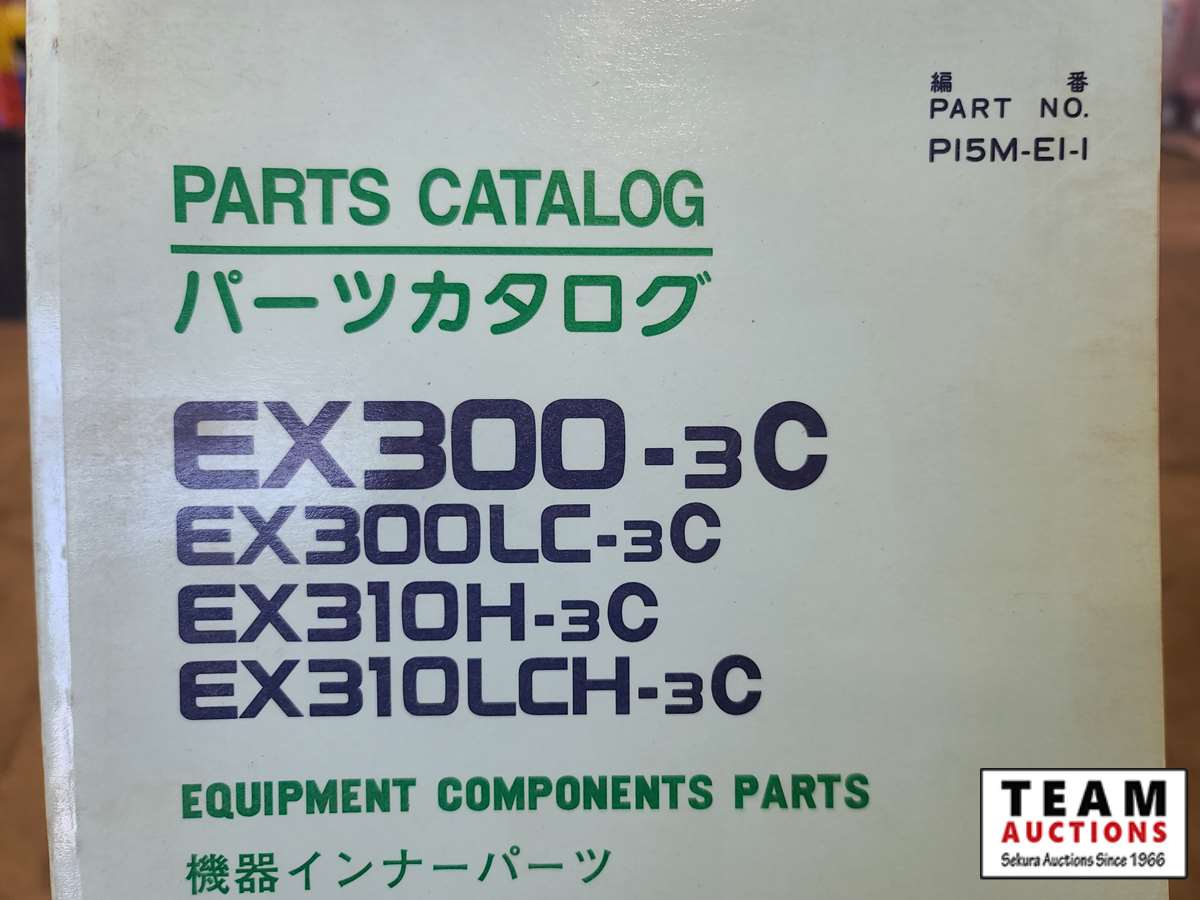 編 番
PART NO.
P15M-E1-1
PARTS CATALOG
パーツカタログ
EX300-3C
EX300LC-3C
EX310H-3C
EX310LCH-3C
EQUIPMENT COMPONENTS PARTS
機器インナーパーツ
TEAM
AUCTIONS
Sekura Auctions Since 1966